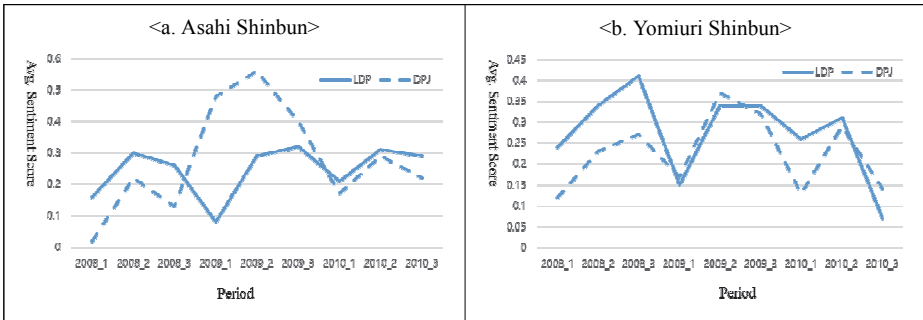 <a. Asahi Shinbun>
Avg. Sentiment Score
0.6
0.5
0.4
0.3
0.2
0.1
0
LDP
DPJ
2008_1 2008_2 2008_3 2009_1 2009_2 2009_3 2010_1 2010_2 2010_3
Period
<b. Yomiuri Shinbun>
Avg. Sentiment Score
0.45
0.4
0.35
0.3
0.25
0.2
0.15
0.1
0.05
0
LDP
DPJ
2008_1 2008_2 2008_3 2009_1 2009_2 2009_3 2010_1 2010_2 2010_3
Period